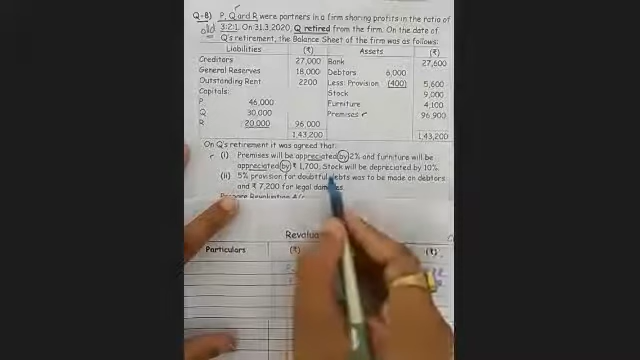 Q-8) P, Q and R were partners in a firm sharing profits in the ratio of
old 3:2:1. On 31.3.2020, Q retired from the firm. On the date of
Q's retirement, the Balance Sheet of the firm was as follows:
Liabilities (₹) Assets (₹)
Creditors 27,000 Bank 27,600
General Reserves 18,000 Debtors 6,000
Outstanding Rent 2200 Less: Provision (400) 5,600
Capitals: Stock 9,000
P 46,000 Furniture 4,100
Q 30,000 Premises 96,900
R 20,000 96,000
1,43,200 1,43,200
On Q's retirement it was agreed that:
(i) Premises will be appreciated by 2% and furniture will be
appreciated by ₹ 1,700. Stock will be depreciated by 10%.
(ii) 5% provision for doubtful debts was to be made on debtors
and ₹ 7,200 for legal damages.
Prepare Revaluation A/c
Revalua
Particulars (₹) (₹)